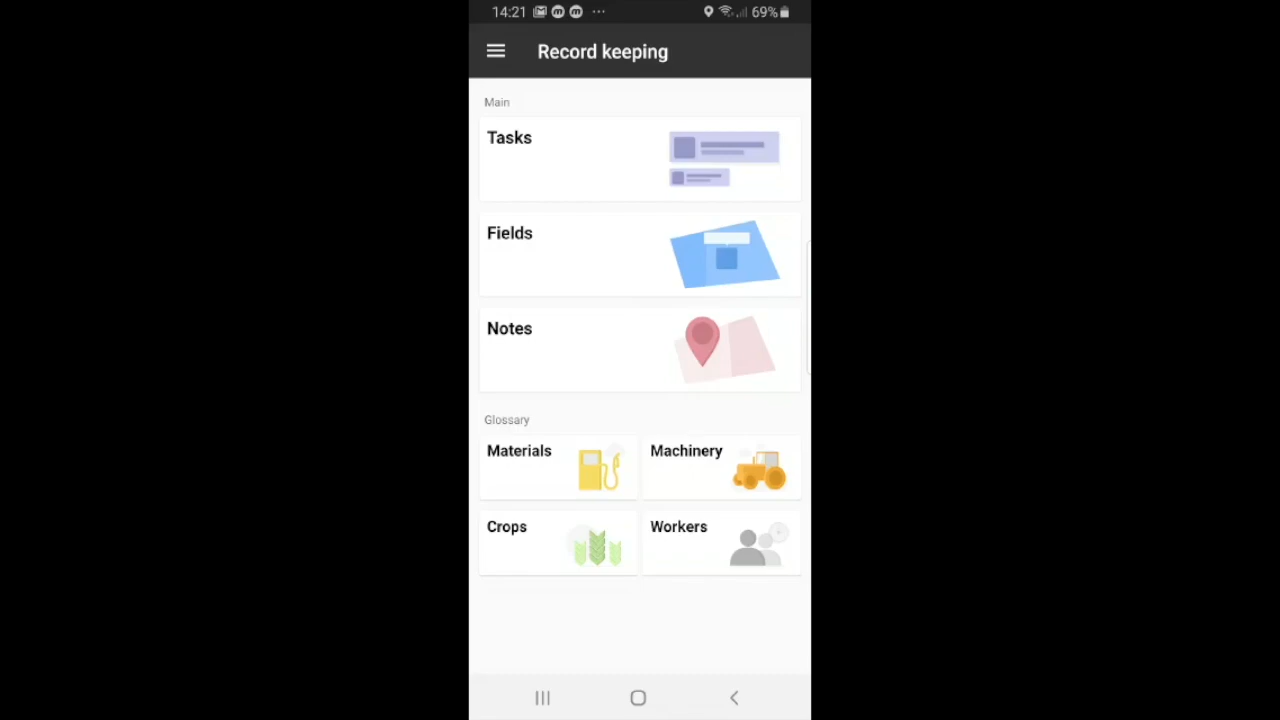 14:21 69%
Record keeping
Main
Tasks
Fields
Notes
Glossary
Materials Machinery
Crops Workers